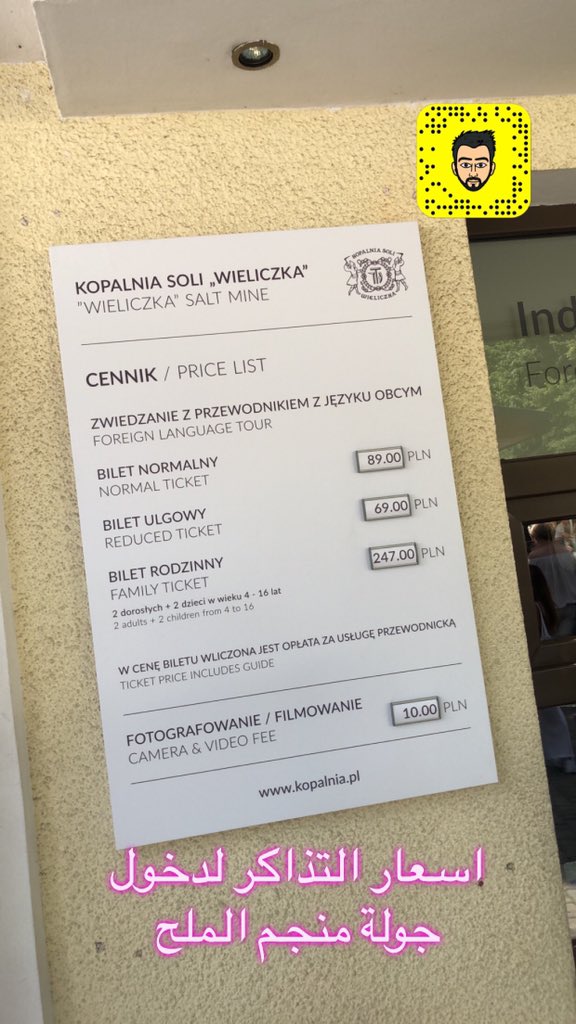 KOPALNIA SOLI „WIELICZKA”
"WIELICZKA” SALT MINE
KOPALNIA SOLI
WIELICZKA
CENNIK / PRICE LIST
ZWIEDZANIE Z PRZEWODNIKIEM Z JĘZYKU OBCYM
FOREIGN LANGUAGE TOUR
BILET NORMALNY 89.00 PLN
NORMAL TICKET
BILET ULGOWY 69.00 PLN
REDUCED TICKET
BILET RODZINNY 247.00 PLN
FAMILY TICKET
2 dorosłych + 2 dzieci w wieku 4 - 16 lat
2 adults + 2 children from 4 to 16
W CENĘ BILETU WLICZONA JEST OPŁATA ZA USŁUGĘ PRZEWODNICKĄ
TICKET PRICE INCLUDES GUIDE
FOTOGRAFOWANIE / FILMOWANIE 10.00 PLN
CAMERA & VIDEO FEE
www.kopalnia.pl
Ind
For
اسعار التذاكر لدخول
جولة منجم الملح